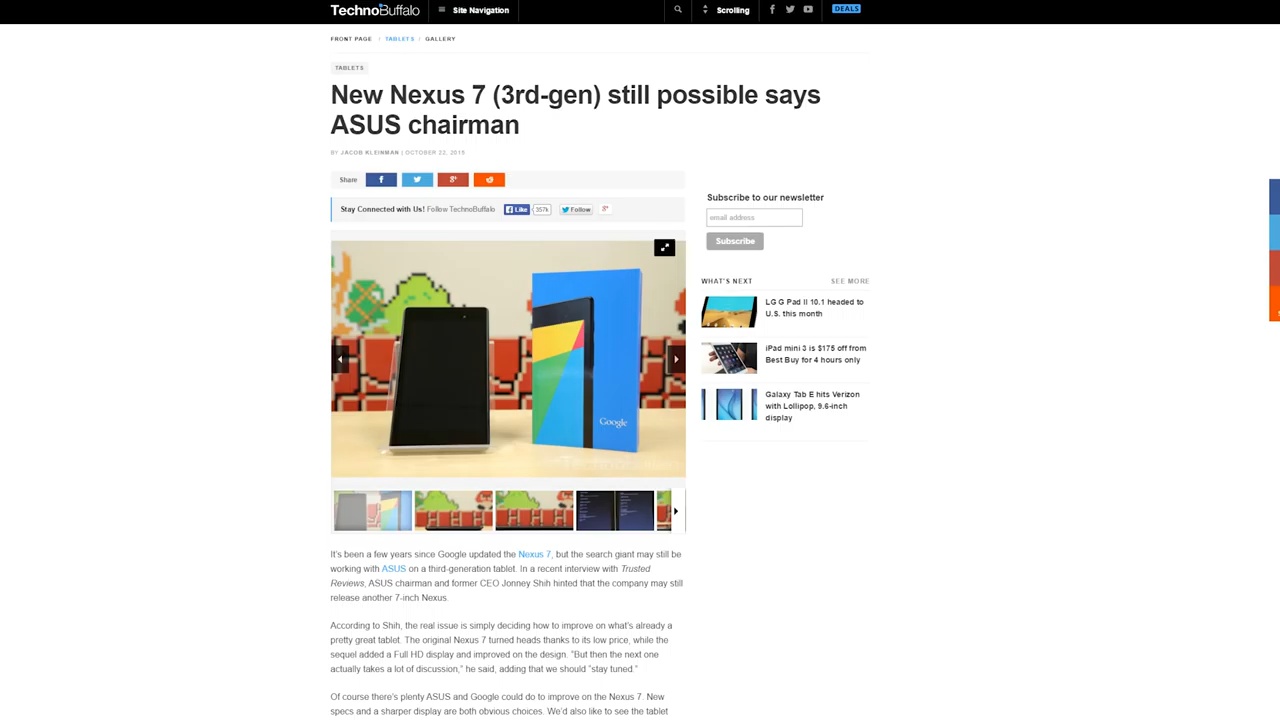 TechnoBuffalo
Site Navigation
Scrolling
DEALS
FRONT PAGE / TABLETS / GALLERY
TABLETS
New Nexus 7 (3rd-gen) still possible says
ASUS chairman
BY JACOB KLEINMAN | OCTOBER 22, 2015
Share
Stay Connected with Us! Follow TechnoBuffalo
Like 357k
Follow
Subscribe to our newsletter
email address
Subscribe
WHAT'S NEXT SEE MORE
LG G Pad II 10.1 headed to
U.S. this month
iPad mini 3 is $175 off from
Best Buy for 4 hours only
Galaxy Tab E hits Verizon
with Lollipop, 9.6-inch
display
Google
It's been a few years since Google updated the Nexus 7, but the search giant may still be
working with ASUS on a third-generation tablet. In a recent interview with Trusted
Reviews, ASUS chairman and former CEO Jonney Shih hinted that the company may still
release another 7-inch Nexus.
According to Shih, the real issue is simply deciding how to improve on what's already a
pretty great tablet. The original Nexus 7 turned heads thanks to its low price, while the
sequel added a Full HD display and improved on the design. "But then the next one
actually takes a lot of discussion," he said, adding that we should "stay tuned."
Of course there's plenty ASUS and Google could do to improve on the Nexus 7. New
specs and a sharper display are both obvious choices. We'd also like to see the tablet